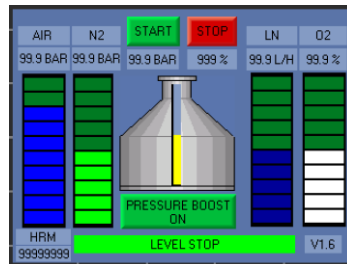 AIR N2 START STOP LN O2
99.9 BAR 99.9 BAR 99.9 BAR 999 % 99.9 L/H 99.9 %
PRESSURE BOOST
ON
HRM
99999999
LEVEL STOP
V1.6